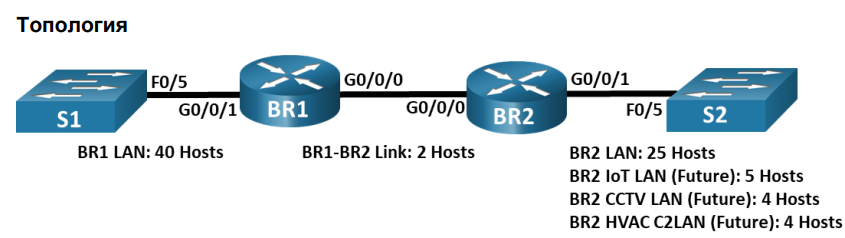 Топология
F0/5
G0/0/0
G0/0/1
G0/0/1
BR1
G0/0/0
BR2
F0/5
S1
S2
BR1 LAN: 40 Hosts
BR1-BR2 Link: 2 Hosts
BR2 LAN: 25 Hosts
BR2 IoT LAN (Future): 5 Hosts
BR2 CCTV LAN (Future): 4 Hosts
BR2 HVAC C2LAN (Future): 4 Hosts